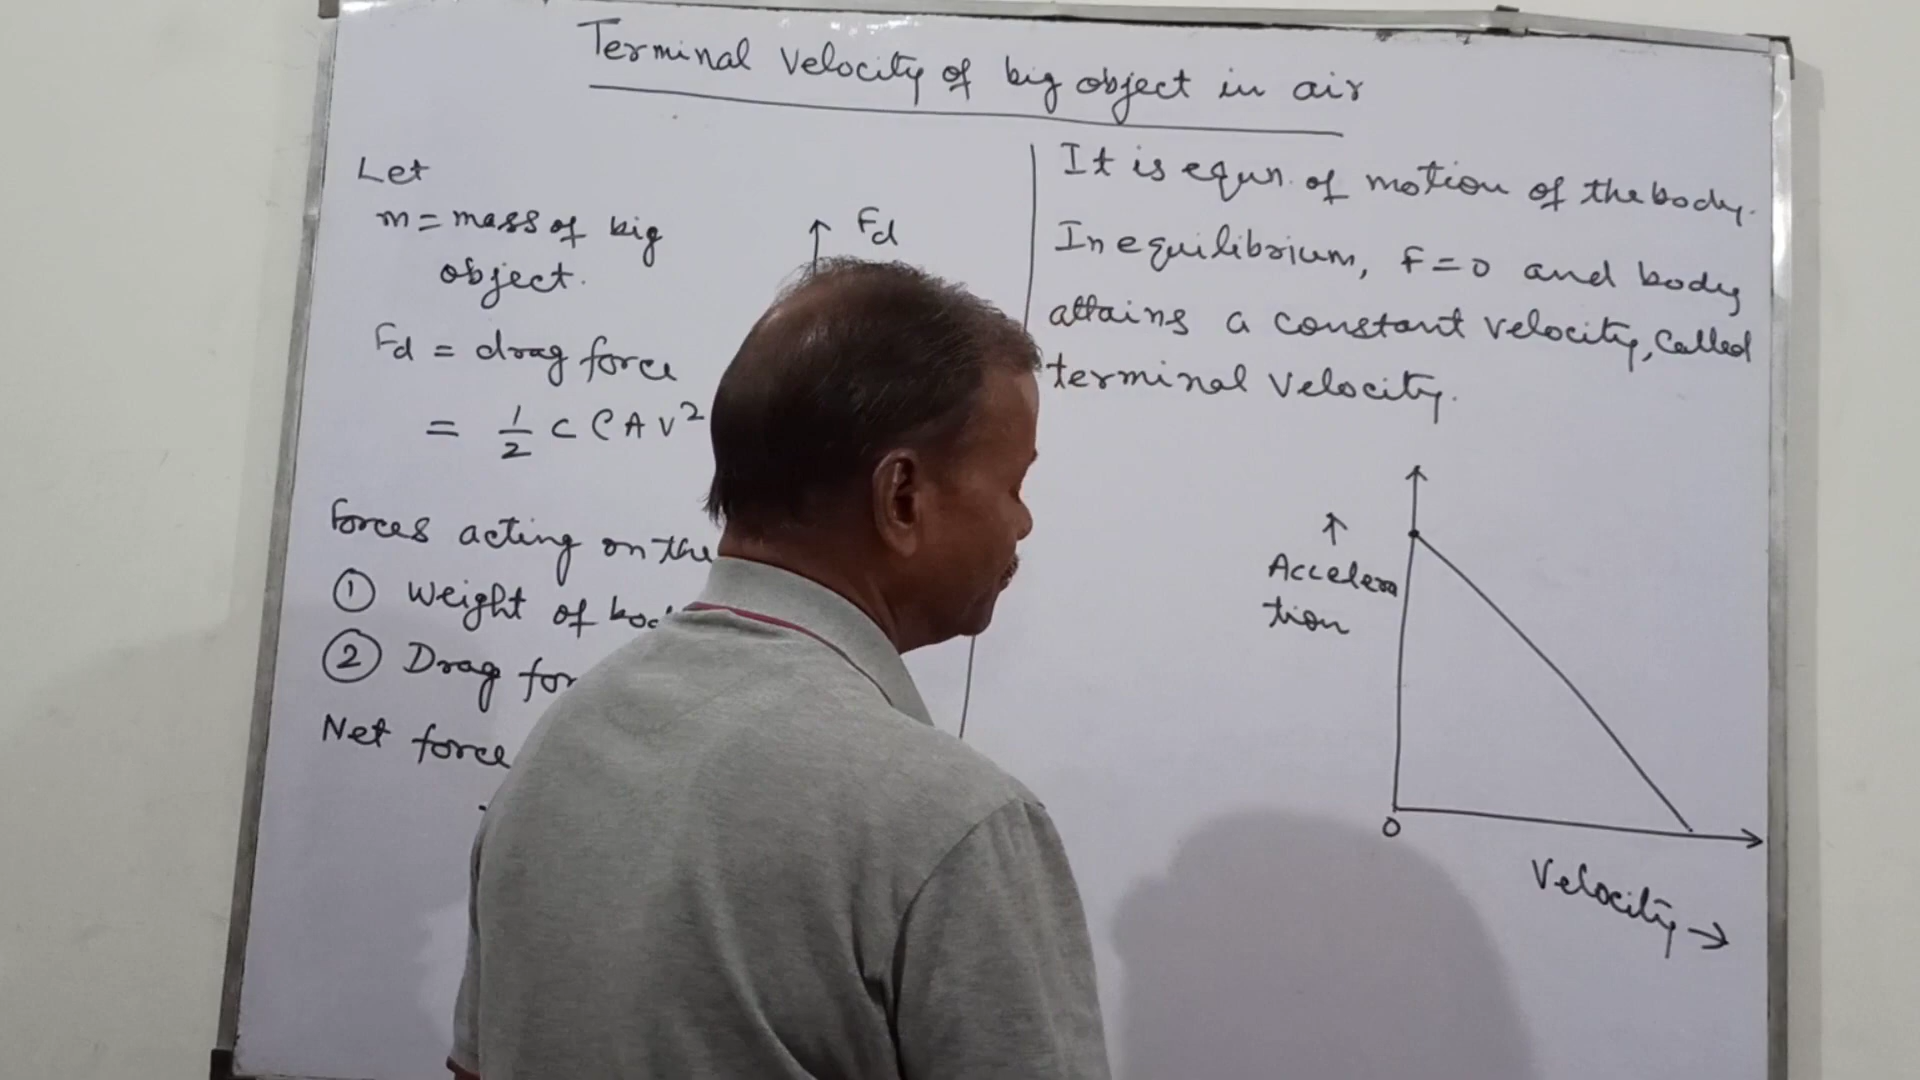 Terminal Velocity of big object in air
Let
m = mass of big
object.
Fd
Fd = drag force
= 1/2 C ρ A V²
Forces acting on the
① Weight of
② Drag
Net force
It is equn. of motion of the body.
In equilibrium, F = 0 and body
attains a constant velocity, called
terminal velocity.
↑
Accelera
tion
O
Velocity →